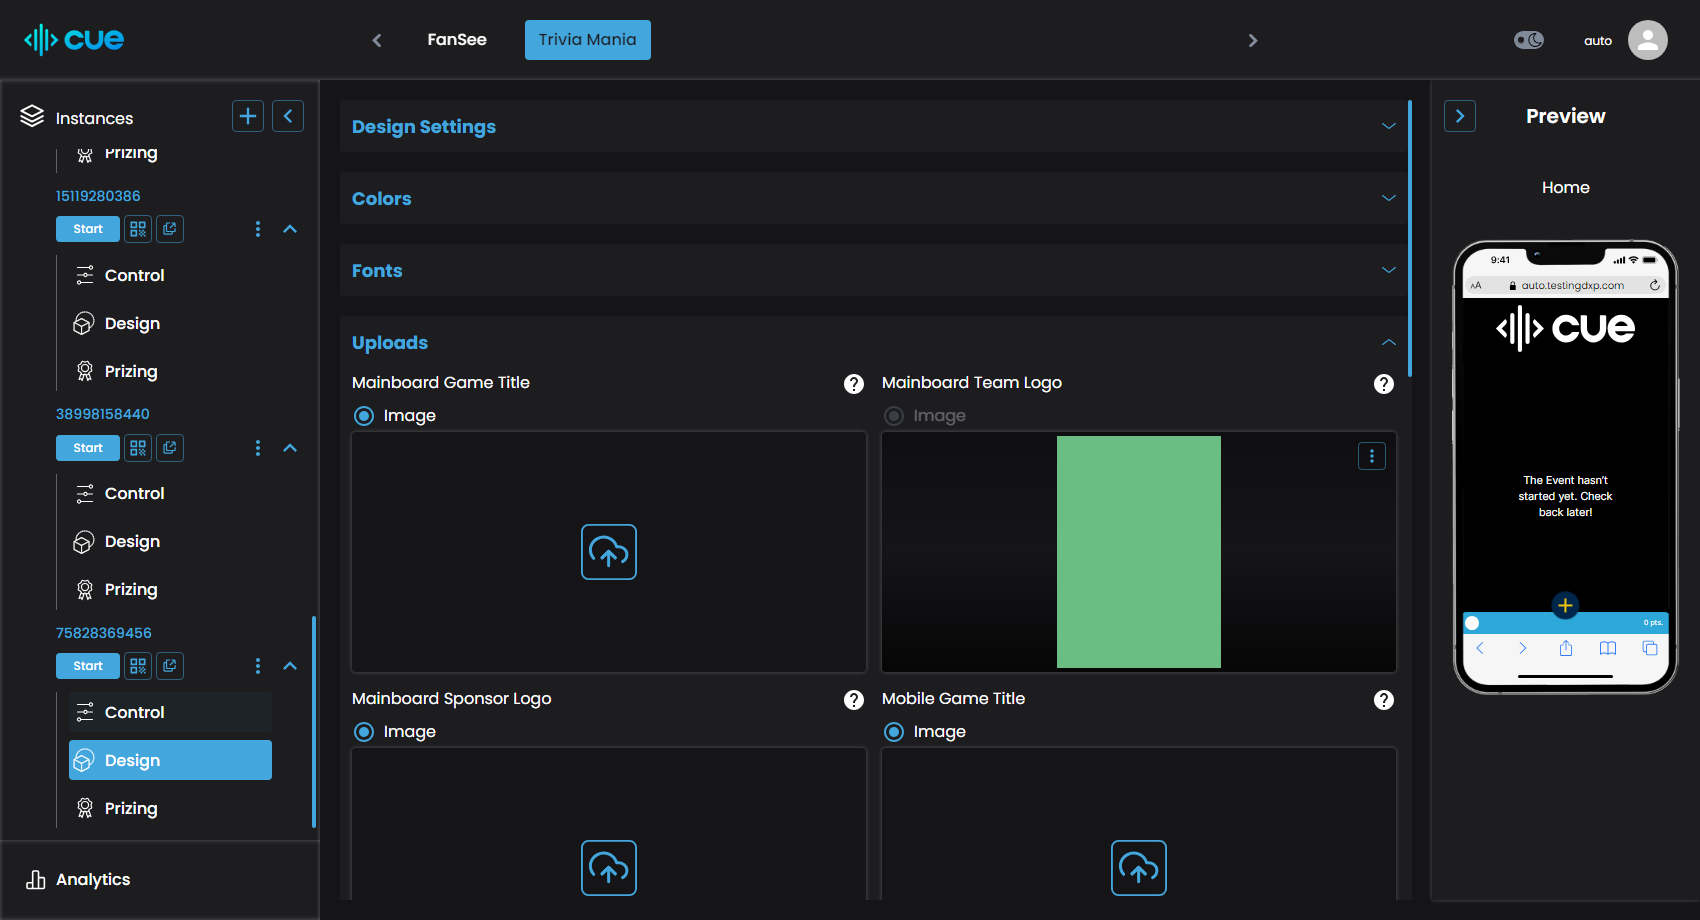 cue
FanSee
Trivia Mania
auto
Instances
Prizing
15119280386
Start
Control
Design
Prizing
38998158440
Start
Control
Design
Prizing
75828369456
Start
Control
Design
Prizing
Analytics
Design Settings
Colors
Fonts
Uploads
Mainboard Game Title
?
Image
Mainboard Team Logo
?
Image
Mainboard Sponsor Logo
?
Image
Mobile Game Title
?
Image
Preview
Home
9:41
AA
auto.testingdxp.com
cue
The Event hasn't
started yet. Check
back later!
0 pts.